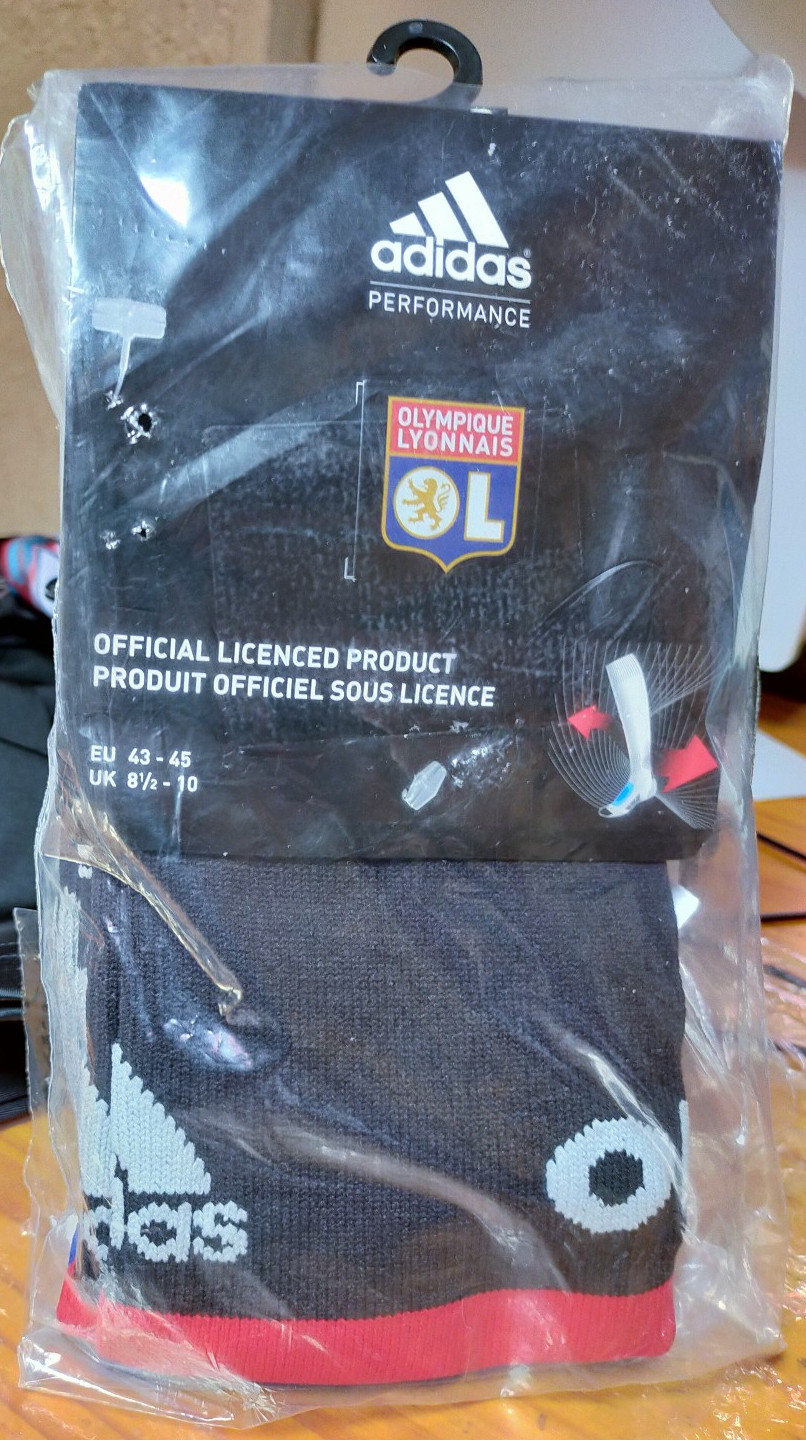 adidas®
PERFORMANCE
OLYMPIQUE
LYONNAIS
OL
OFFICIAL LICENCED PRODUCT
PRODUIT OFFICIEL SOUS LICENCE
EU 43 - 45
UK 8½ - 10
das
O